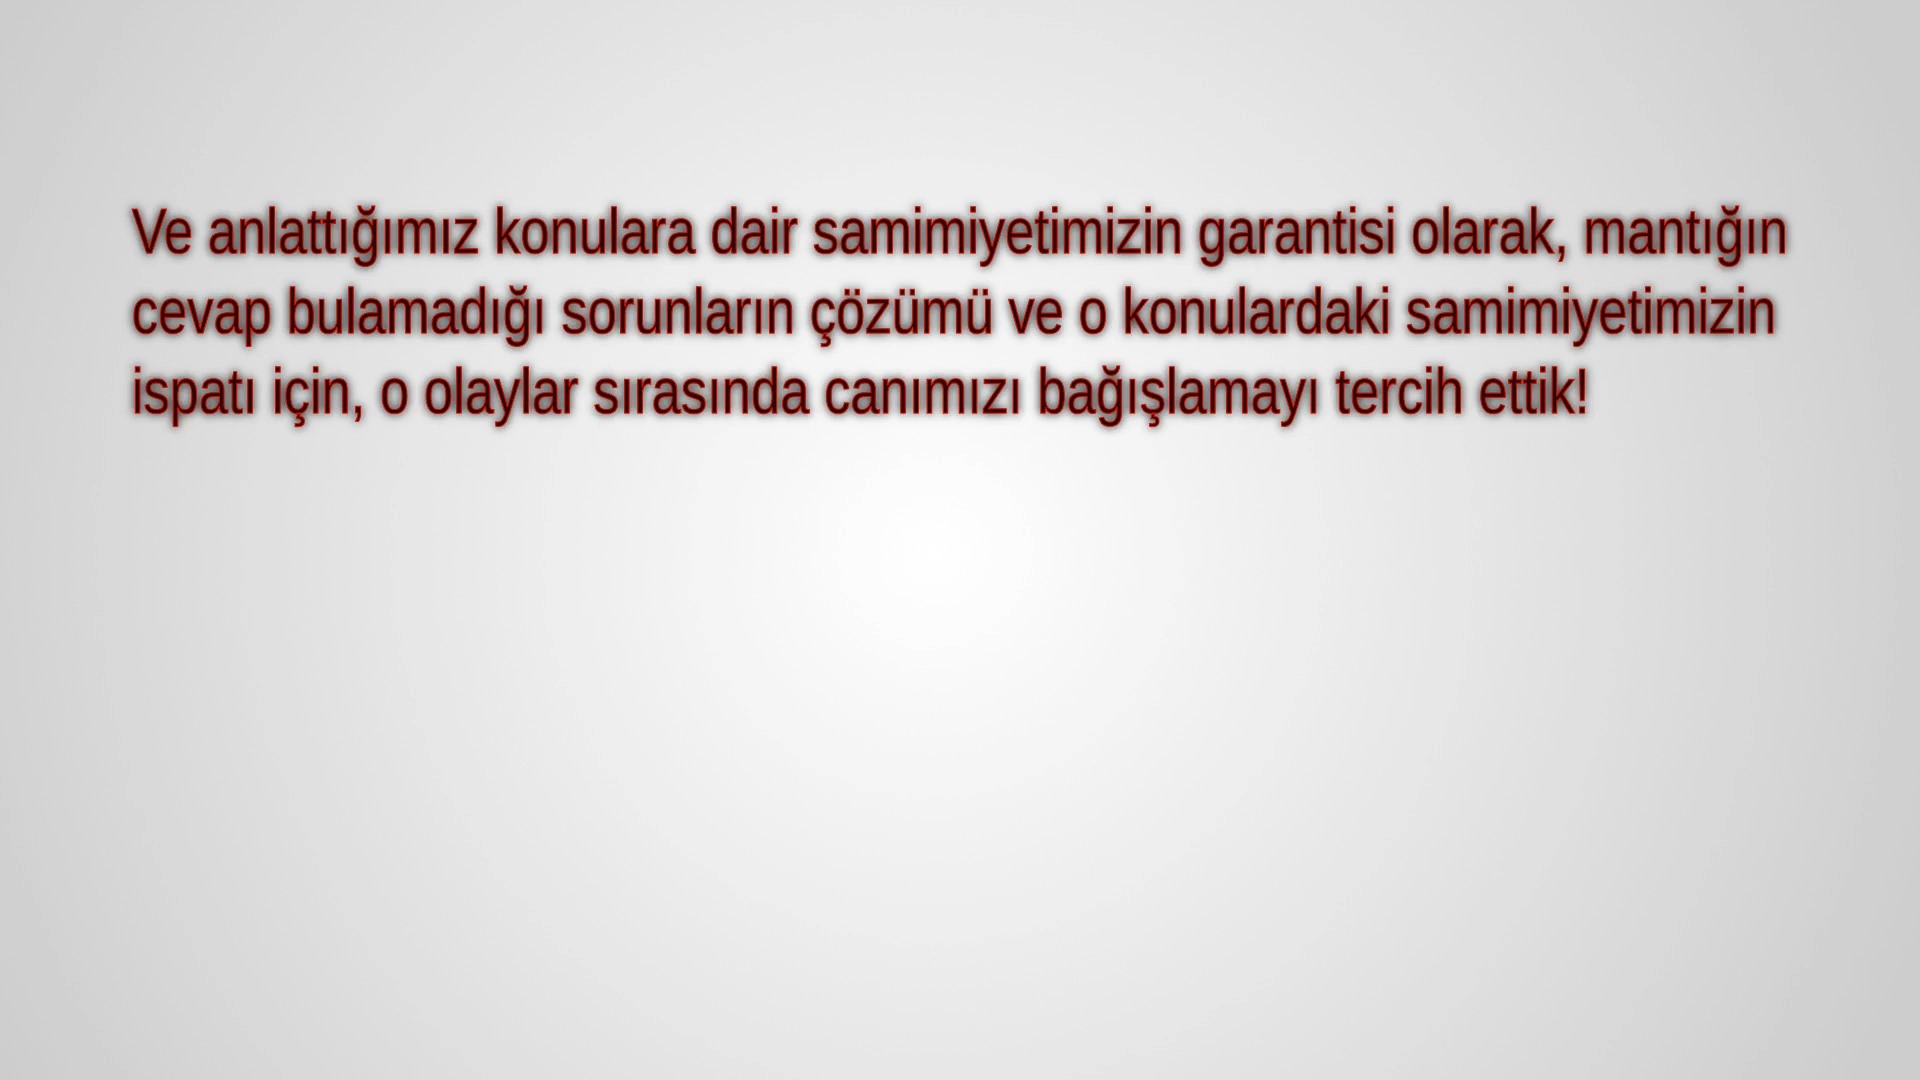 Ve anlattığımız konulara dair samimiyetimizin garantisi olarak, mantığın
cevap bulamadığı sorunların çözümü ve o konulardaki samimiyetimizin
ispatı için, o olaylar sırasında canımızı bağışlamayı tercih ettik!